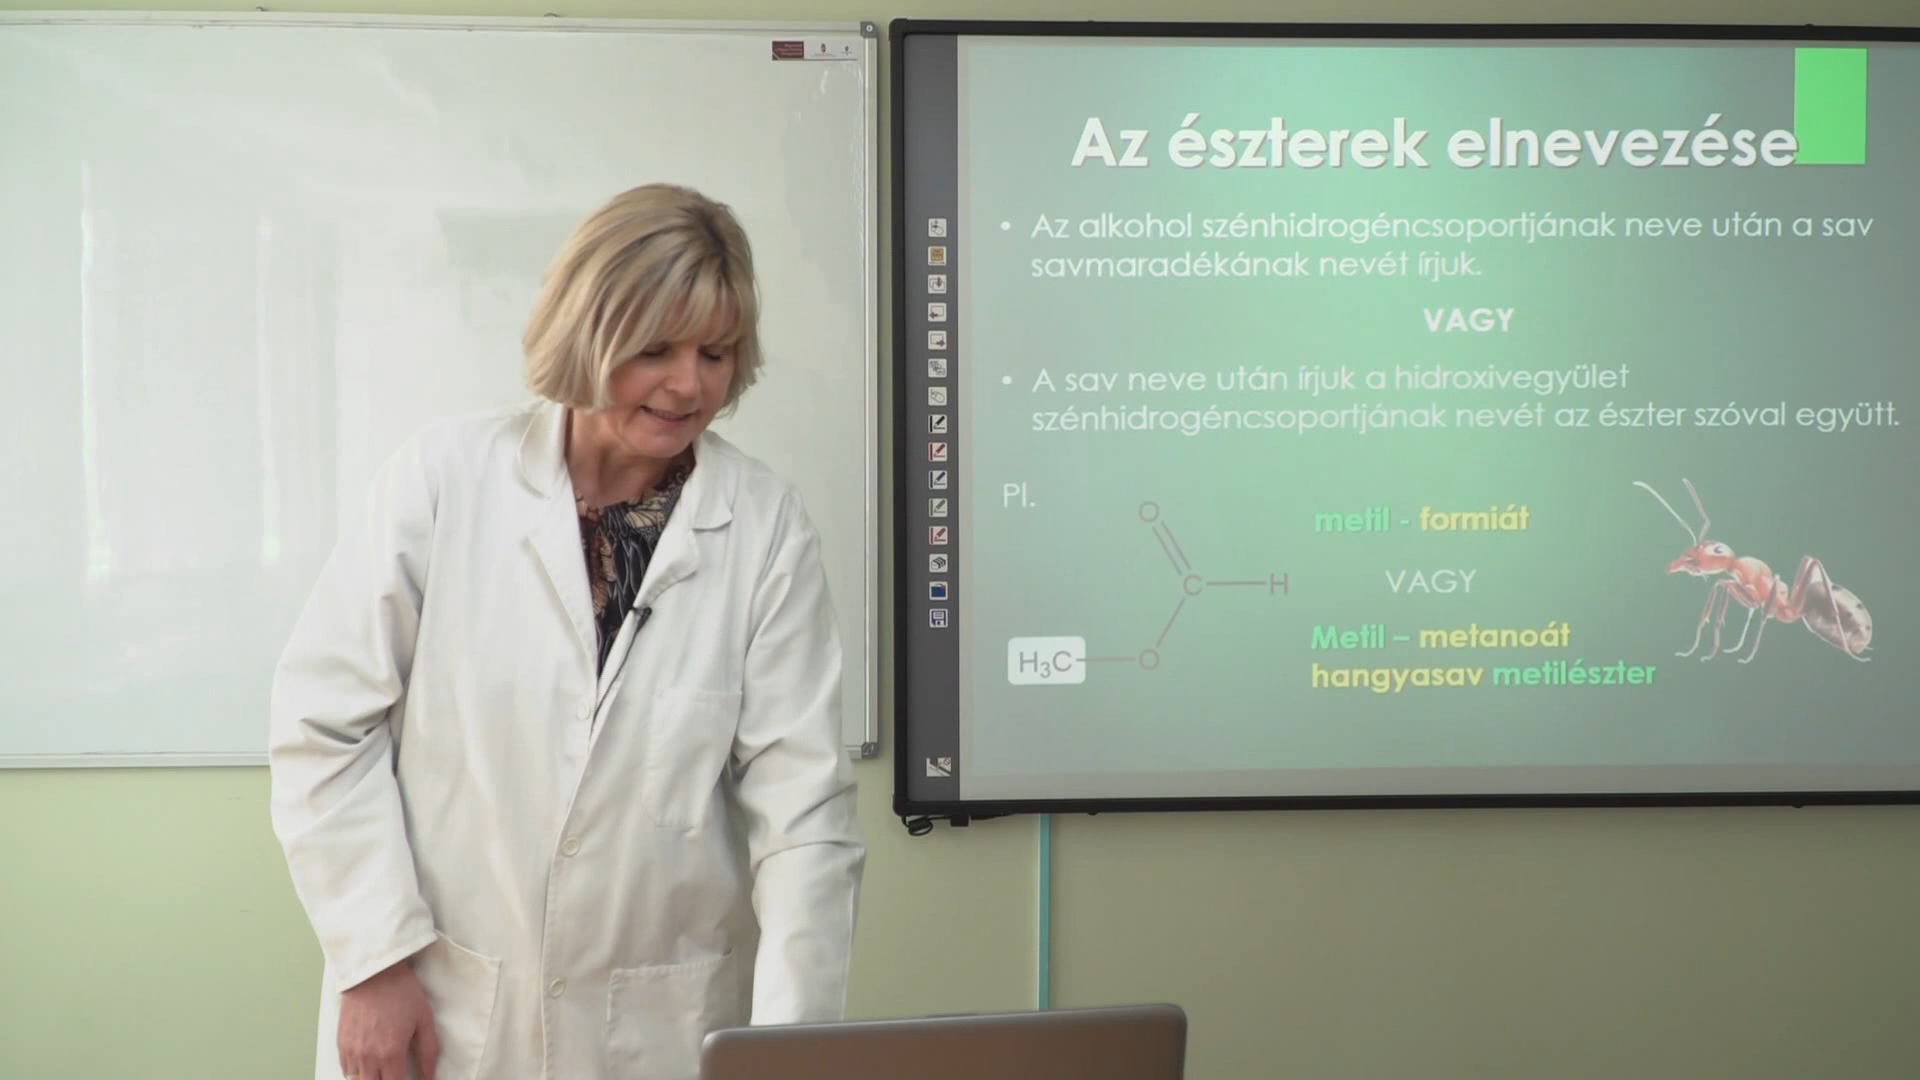 Az észterek elnevezése
• Az alkohol szénhidrogéncsoportjának neve után a sav
savmaradékának nevét írjuk.
VAGY
• A sav neve után írjuk a hidroxivegyület
szénhidrogéncsoportjának nevét az észter szóval együtt.
Pl.
O
C H
H₃C O
metil - formiát
VAGY
Metil – metanoát
hangyasav metilészter